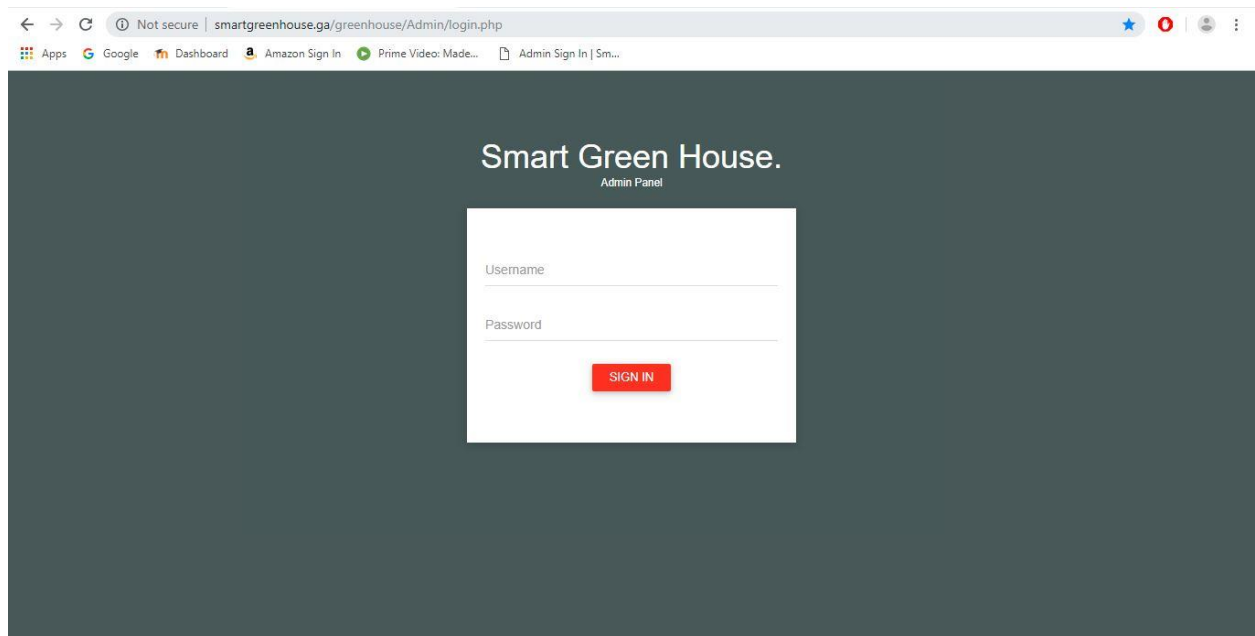 Not secure | smartgreenhouse.ga/greenhouse/Admin/login.php
Apps Google Dashboard Amazon Sign In Prime Video: Made... Admin Sign In | Sm...
Smart Green House.
Admin Panel
Username
Password
SIGN IN